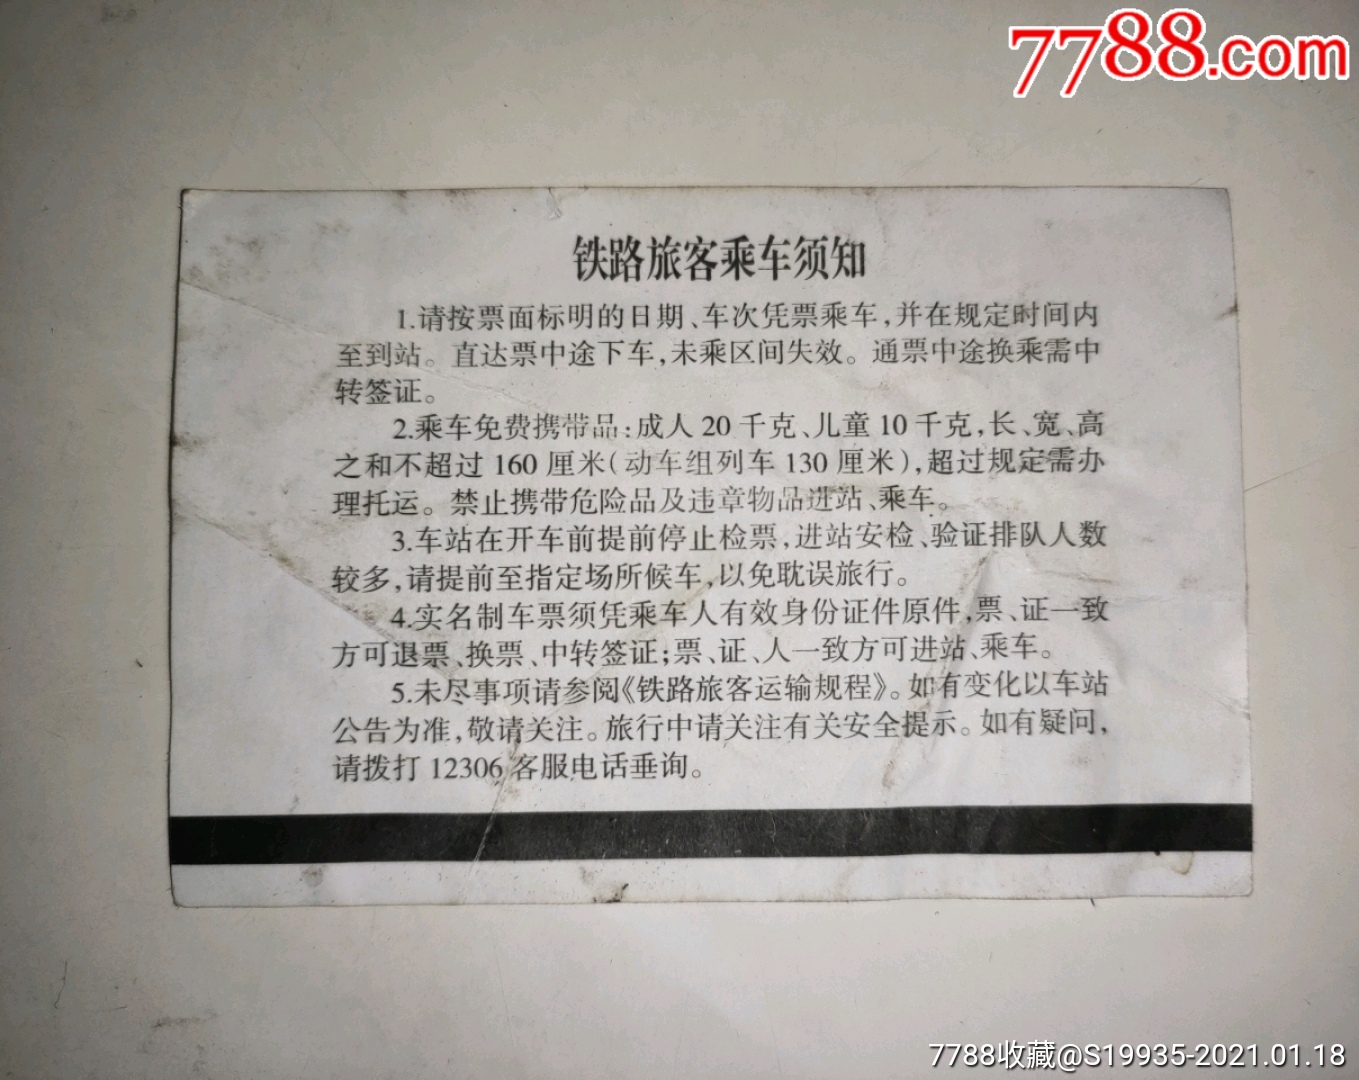 7788.com
铁路旅客乘车须知
1.请按票面标明的日期、车次凭票乘车,并在规定时间内
至到站。直达票中途下车,未乘区间失效。通票中途换乘需中
转签证。
2.乘车免费携带品:成人20千克、儿童10千克,长、宽、高
之和不超过160厘米(动车组列车130厘米),超过规定需办
理托运。禁止携带危险品及违章物品进站、乘车。
3.车站在开车前提前停止检票,进站安检、验证排队人数
较多,请提前至指定场所候车,以免耽误旅行。
4.实名制车票须凭乘车人有效身份证件原件,票、证一致
方可退票、换票、中转签证;票、证、人一致方可进站、乘车。
5.未尽事项请参阅《铁路旅客运输规程》。如有变化以车站
公告为准,敬请关注。旅行中请关注有关安全提示。如有疑问,
请拨打12306客服电话垂询。
7788收藏@S19935-2021.01.18